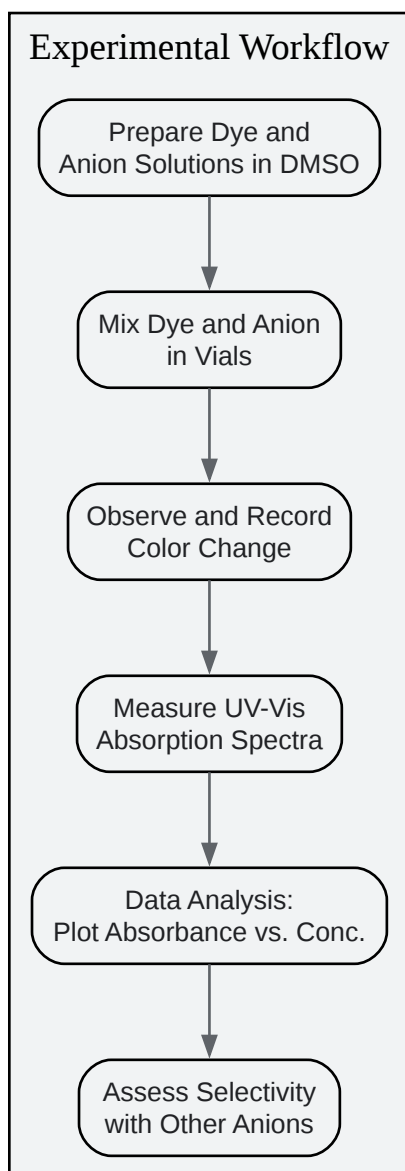 Experimental Workflow
Prepare Dye and
Anion Solutions in DMSO
Mix Dye and Anion
in Vials
Observe and Record
Color Change
Measure UV-Vis
Absorption Spectra
Data Analysis:
Plot Absorbance vs. Conc.
Assess Selectivity
with Other Anions